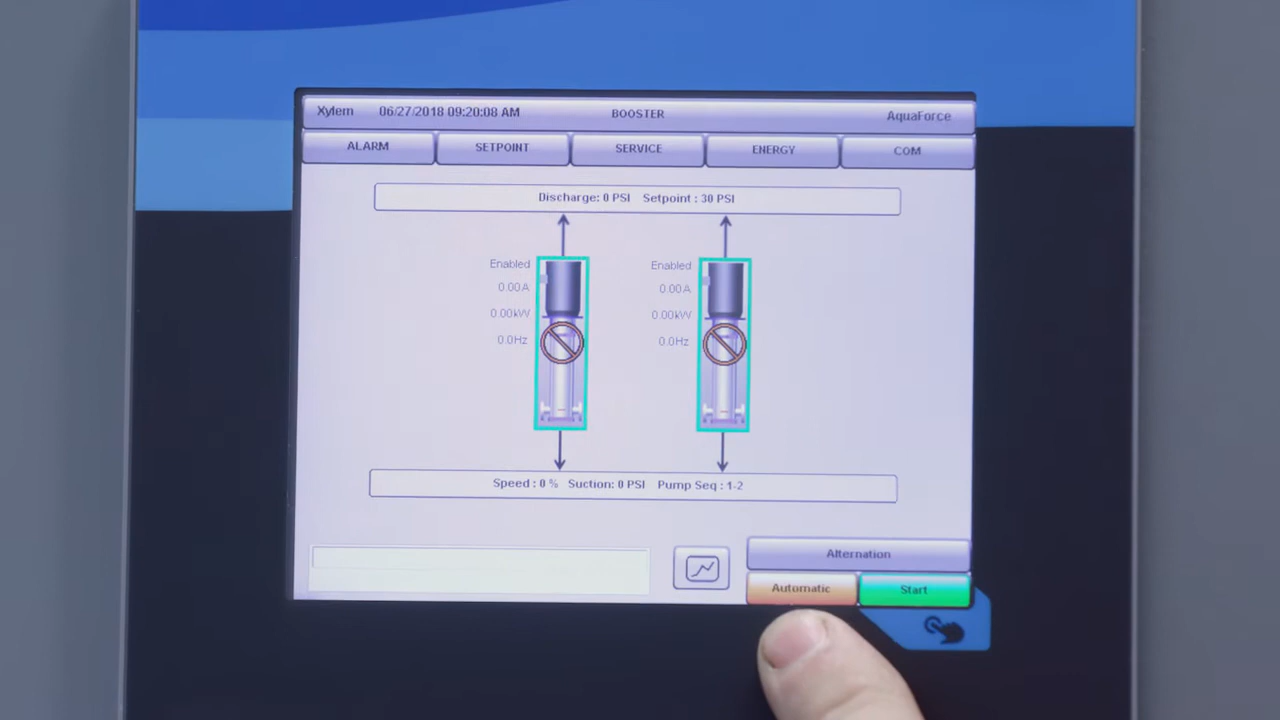 Xylem 06/27/2018 09:20:08 AM BOOSTER AquaForce
ALARM SETPOINT SERVICE ENERGY COM
Discharge: 0 PSI Setpoint : 30 PSI
Enabled Enabled
0.00A 0.00A
0.00kW 0.00kW
0.0Hz 0.0Hz
Speed : 0 % Suction: 0 PSI Pump Seq : 1-2
Alternation
Automatic Start